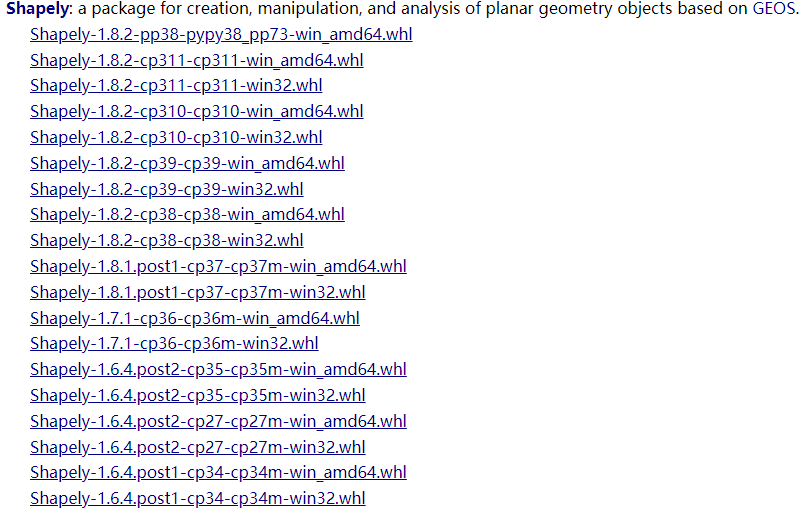 Shapely: a package for creation, manipulation, and analysis of planar geometry objects based on GEOS.
Shapely-1.8.2-pp38-pypy38_pp73-win_amd64.whl
Shapely-1.8.2-cp311-cp311-win_amd64.whl
Shapely-1.8.2-cp311-cp311-win32.whl
Shapely-1.8.2-cp310-cp310-win_amd64.whl
Shapely-1.8.2-cp310-cp310-win32.whl
Shapely-1.8.2-cp39-cp39-win_amd64.whl
Shapely-1.8.2-cp39-cp39-win32.whl
Shapely-1.8.2-cp38-cp38-win_amd64.whl
Shapely-1.8.2-cp38-cp38-win32.whl
Shapely-1.8.1.post1-cp37-cp37m-win_amd64.whl
Shapely-1.8.1.post1-cp37-cp37m-win32.whl
Shapely-1.7.1-cp36-cp36m-win_amd64.whl
Shapely-1.7.1-cp36-cp36m-win32.whl
Shapely-1.6.4.post2-cp35-cp35m-win_amd64.whl
Shapely-1.6.4.post2-cp35-cp35m-win32.whl
Shapely-1.6.4.post2-cp27-cp27m-win_amd64.whl
Shapely-1.6.4.post2-cp27-cp27m-win32.whl
Shapely-1.6.4.post1-cp34-cp34m-win_amd64.whl
Shapely-1.6.4.post1-cp34-cp34m-win32.whl